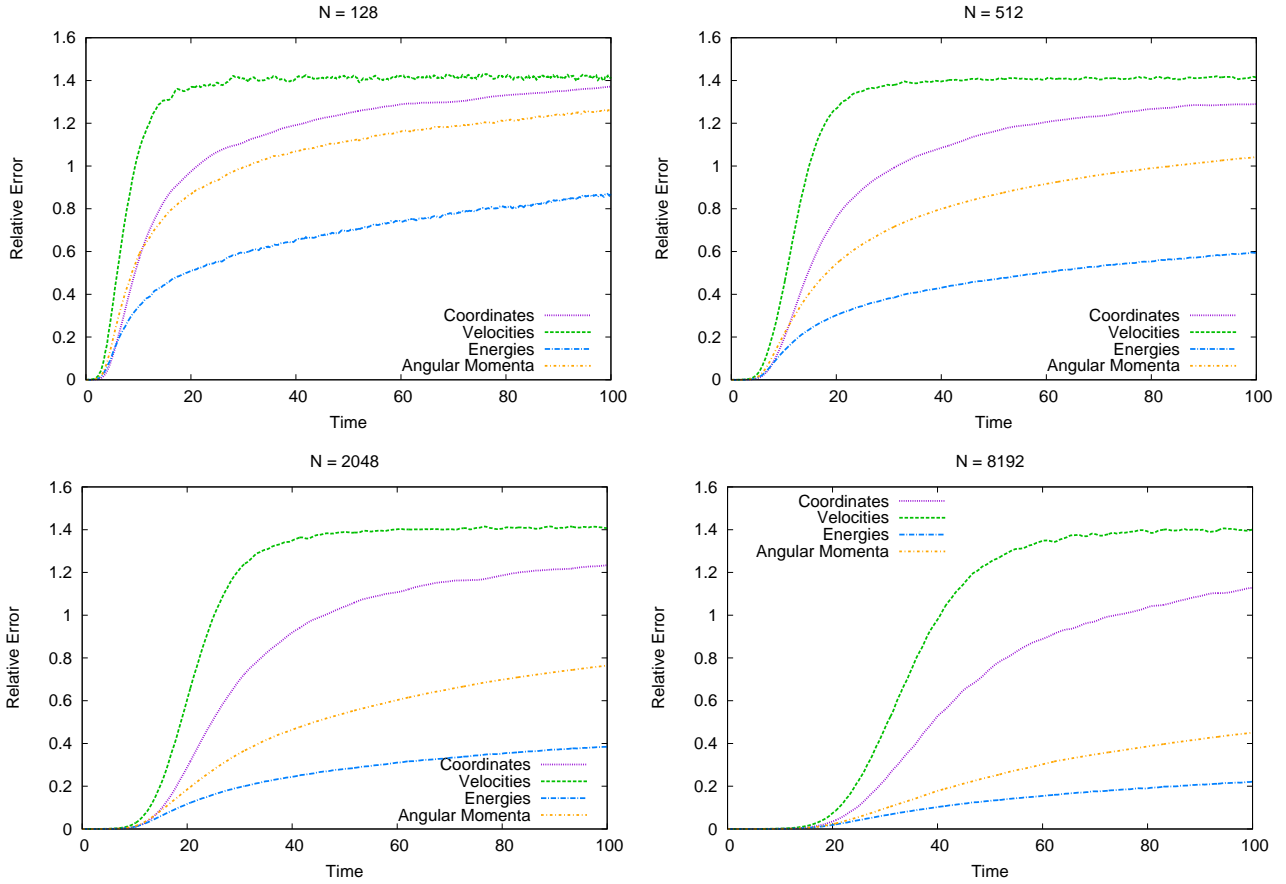 N = 128
1.6
1.4
1.2
1
0.8
0.6
0.4
0.2
0
Relative Error
Coordinates
Velocities
Energies
Angular Momenta
0 20 40 60 80 100
Time
N = 512
1.6
1.4
1.2
1
0.8
0.6
0.4
0.2
0
Relative Error
Coordinates
Velocities
Energies
Angular Momenta
0 20 40 60 80 100
Time
N = 2048
1.6
1.4
1.2
1
0.8
0.6
0.4
0.2
0
Relative Error
Coordinates
Velocities
Energies
Angular Momenta
0 20 40 60 80 100
Time
N = 8192
1.6
1.4
1.2
1
0.8
0.6
0.4
0.2
0
Relative Error
Coordinates
Velocities
Energies
Angular Momenta
0 20 40 60 80 100
Time